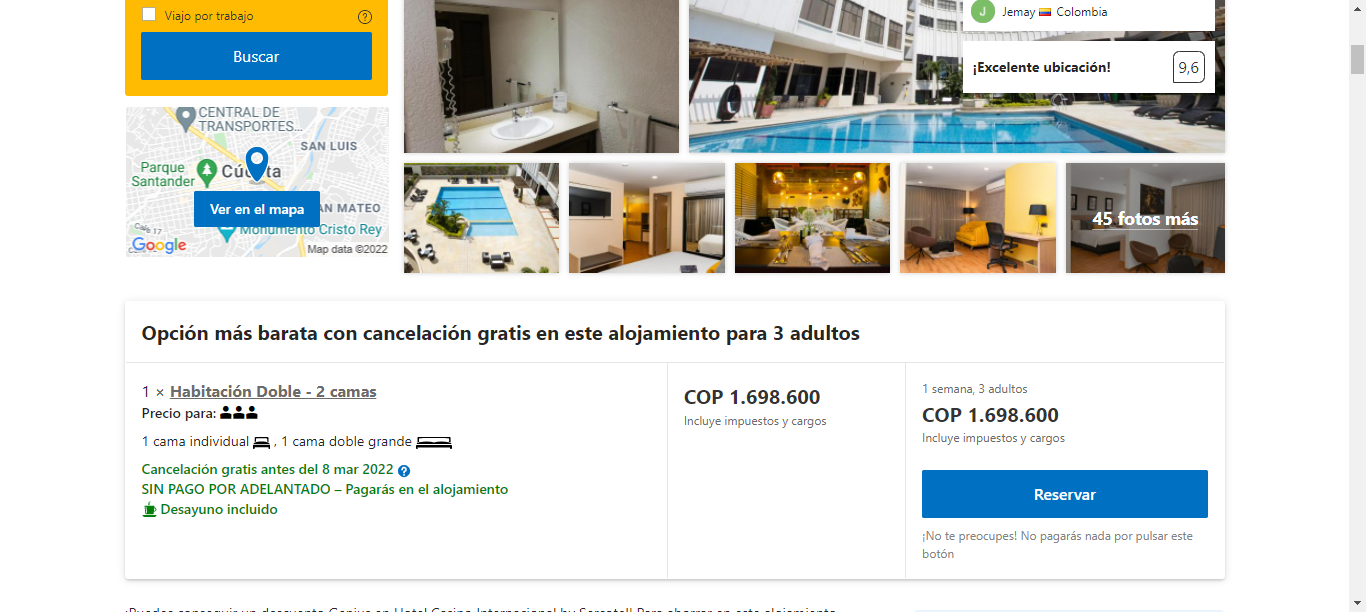 Viajo por trabajo
Buscar
CENTRAL DE
TRANSPORTES...
SAN LUIS
Parque
Santander
Cúcuta
Ver en el mapa
AN MATEO
Monumento Cristo Rey
Google
Map data ©2022
J
Jemay Colombia
¡Excelente ubicación!
9,6
45 fotos más
Opción más barata con cancelación gratis en este alojamiento para 3 adultos
1 × Habitación Doble - 2 camas
Precio para:
1 cama individual , 1 cama doble grande
Cancelación gratis antes del 8 mar 2022
SIN PAGO POR ADELANTADO – Pagarás en el alojamiento
Desayuno incluido
COP 1.698.600
Incluye impuestos y cargos
1 semana, 3 adultos
COP 1.698.600
Incluye impuestos y cargos
Reservar
¡No te preocupes! No pagarás nada por pulsar este
botón